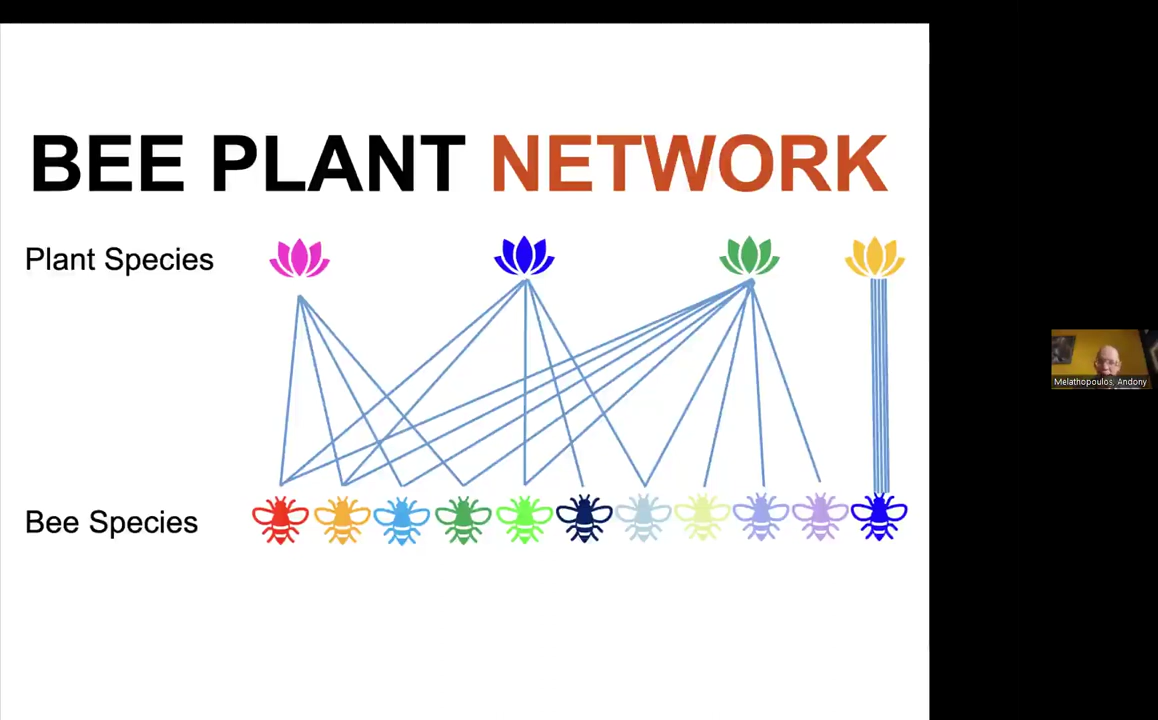 BEE PLANT NETWORK
Plant Species
Melathopoulos, Andony
Bee Species